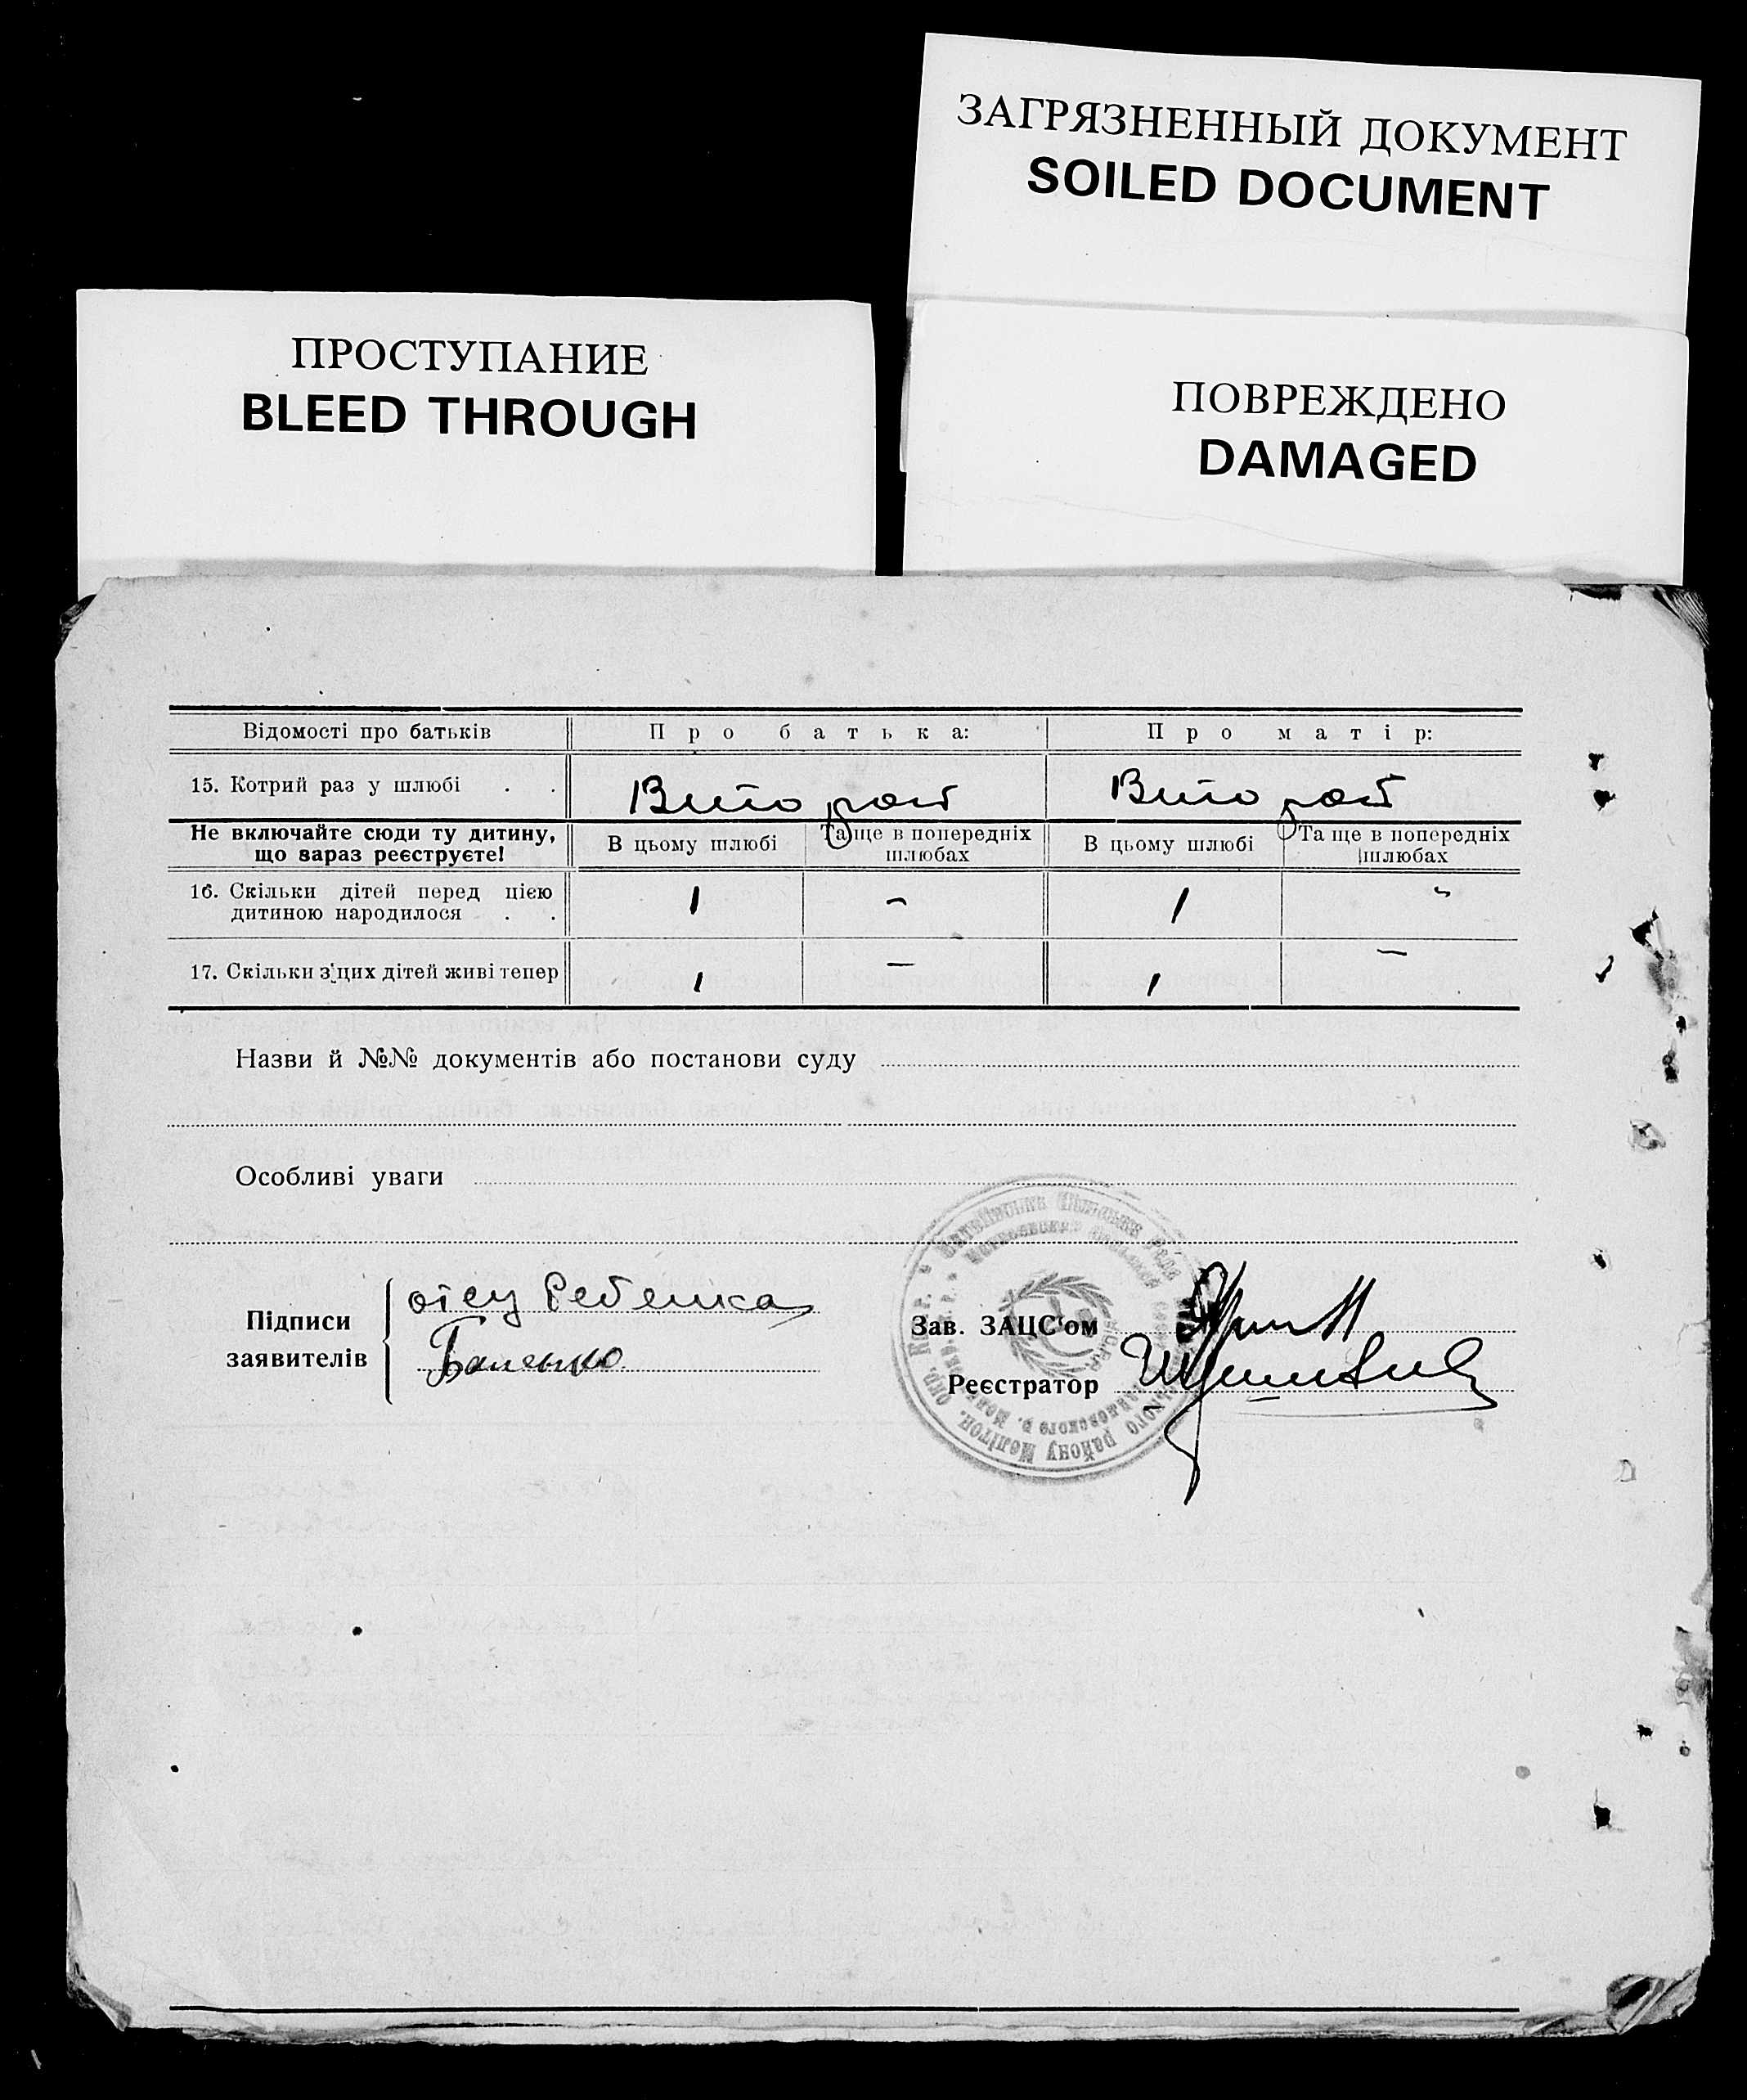 ЗАГРЯЗНЕННЫЙ ДОКУМЕНТ
SOILED DOCUMENT
ПРОСТУПАНИЕ
BLEED THROUGH
ПОВРЕЖДЕНО
DAMAGED
Відомості про батьків Про батька: Про матір:
15. Котрий раз у шлюбі . .
Не включайте сюди ту дитину, що зараз реєструєте! В цьому шлюбі Та ще в попередніх шлюбах В цьому шлюбі Та ще в попередніх шлюбах
16. Скільки дітей перед цією дитиною народилося . . 1 - 1 -
17. Скільки з'цих дітей живі тепер 1 - 1 -
Назви й №№ документів або постанови суду
Особливі уваги
Підписи заявителів
отец Ребенка
Зав. ЗАЦС'ом
Реєстратор
району Мелітоп. окр.